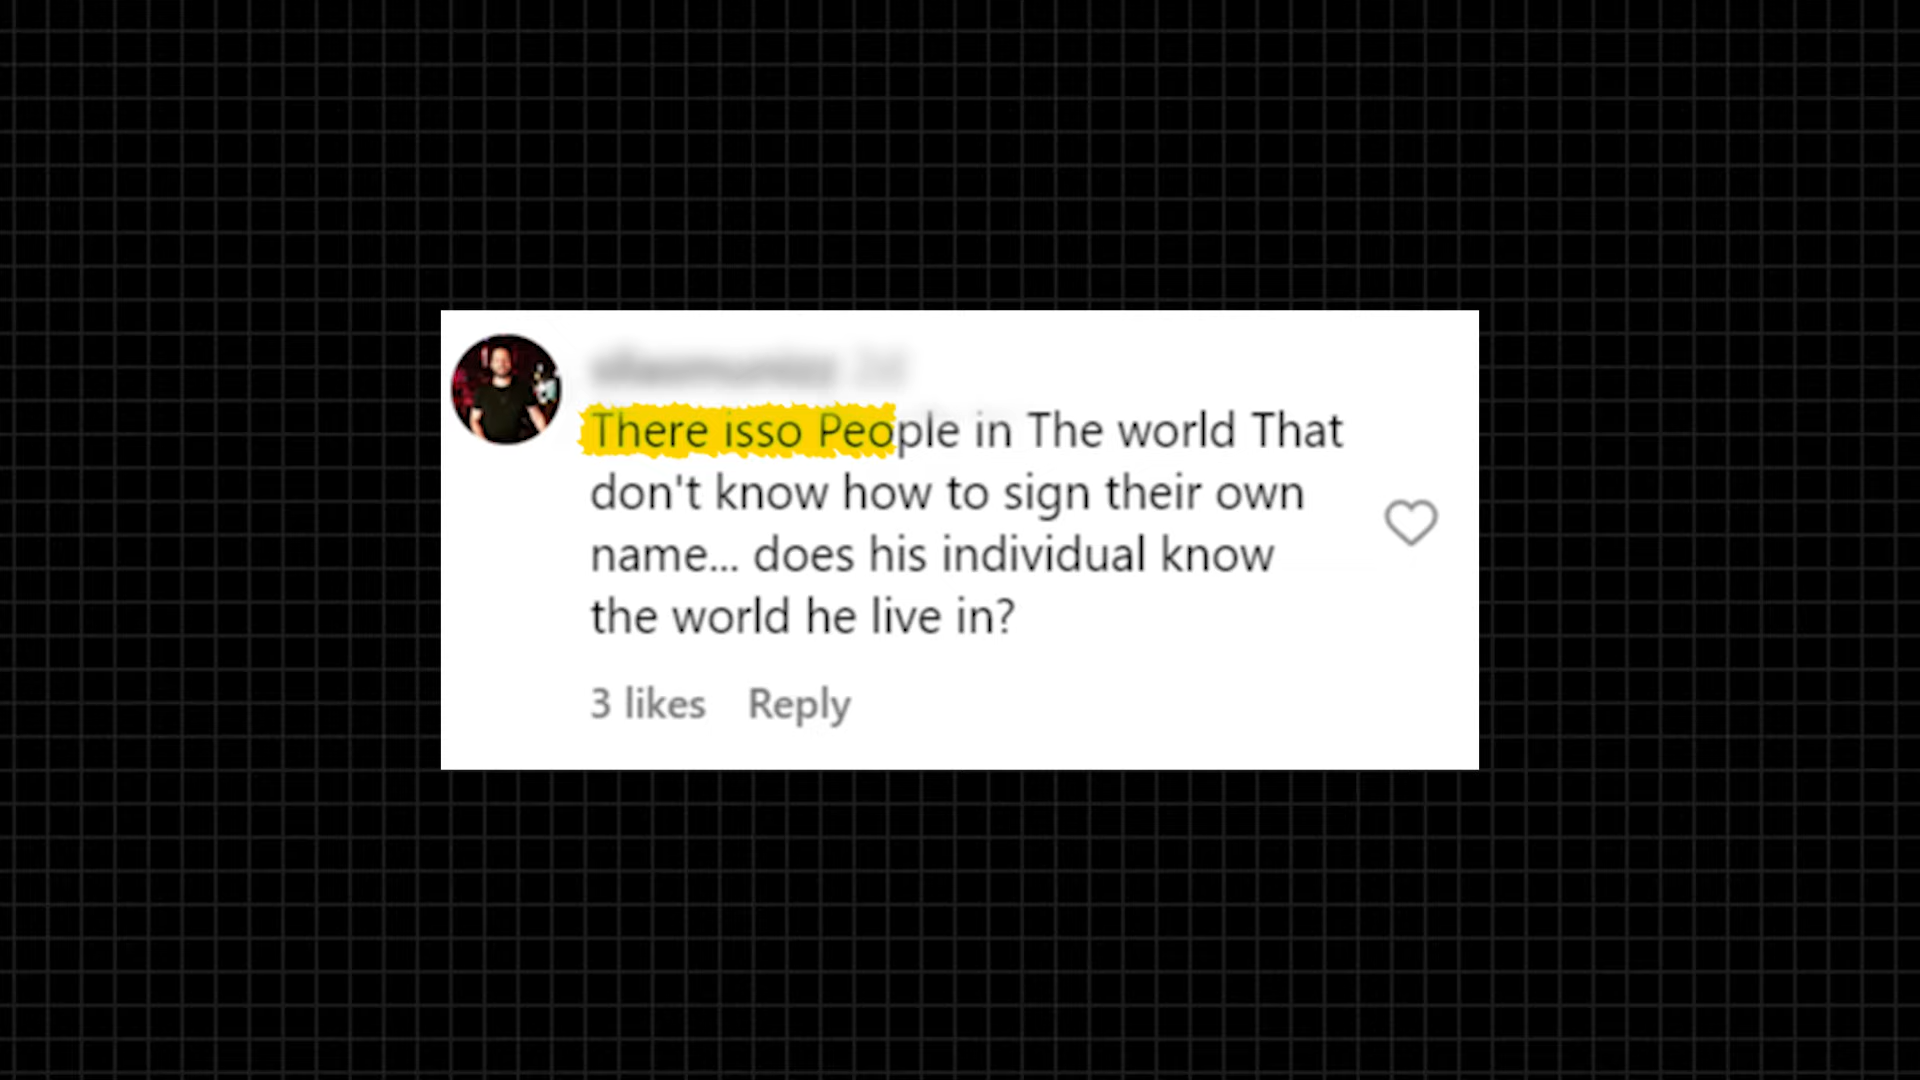 There isso People in The world That
don't know how to sign their own
name... does his individual know
the world he live in?
3 likes Reply